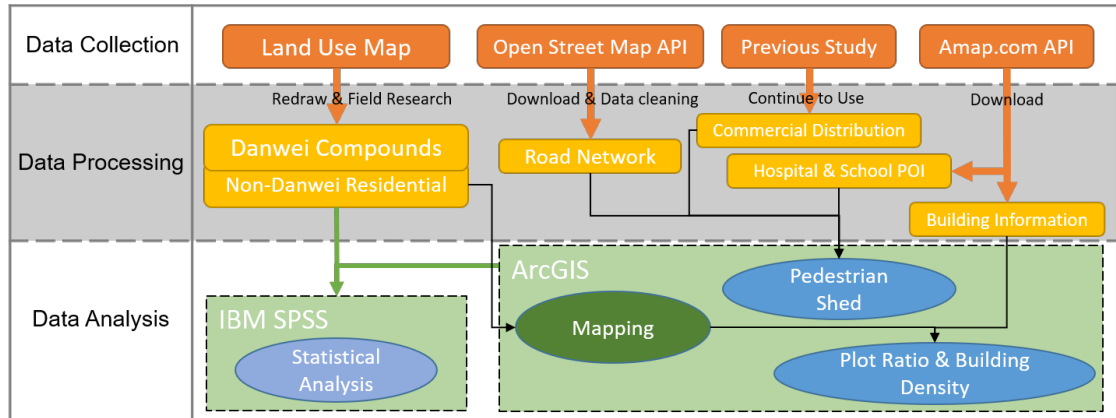 Data Collection
Land Use Map
Open Street Map API
Previous Study
Amap.com API
Redraw & Field Research
Download & Data cleaning
Continue to Use
Download
Data Processing
Danwei Compounds
Non-Danwei Residential
Road Network
Commercial Distribution
Hospital & School POI
Building Information
Data Analysis
IBM SPSS
Statistical
Analysis
ArcGIS
Mapping
Pedestrian
Shed
Plot Ratio & Building
Density